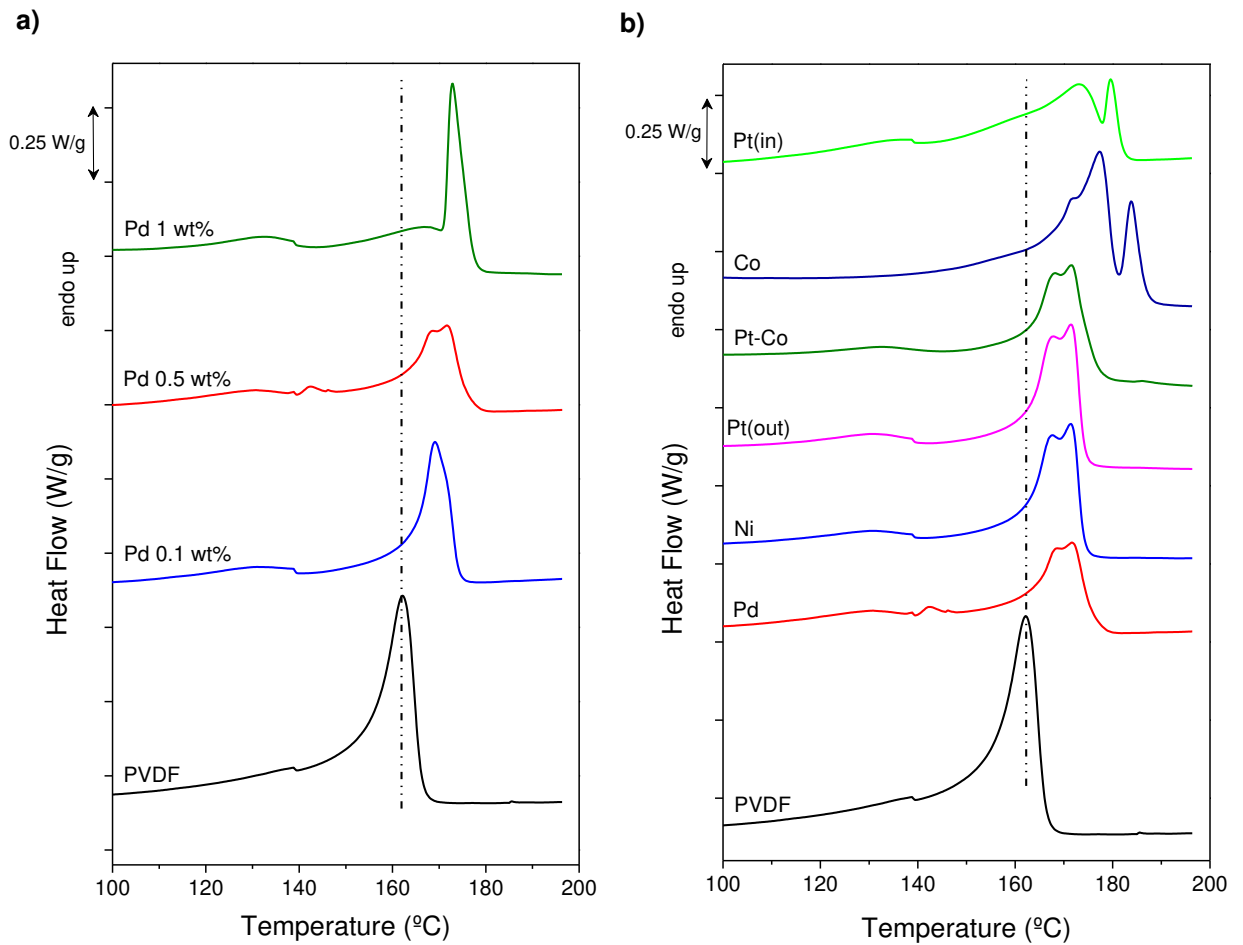 a)
0.25 W/g
endo up
Heat Flow (W/g)
Pd 1 wt%
Pd 0.5 wt%
Pd 0.1 wt%
PVDF
100 120 140 160 180 200
Temperature (ºC)
b)
0.25 W/g
endo up
Heat Flow (W/g)
Pt(in)
Co
Pt-Co
Pt(out)
Ni
Pd
PVDF
100 120 140 160 180 200
Temperature (ºC)